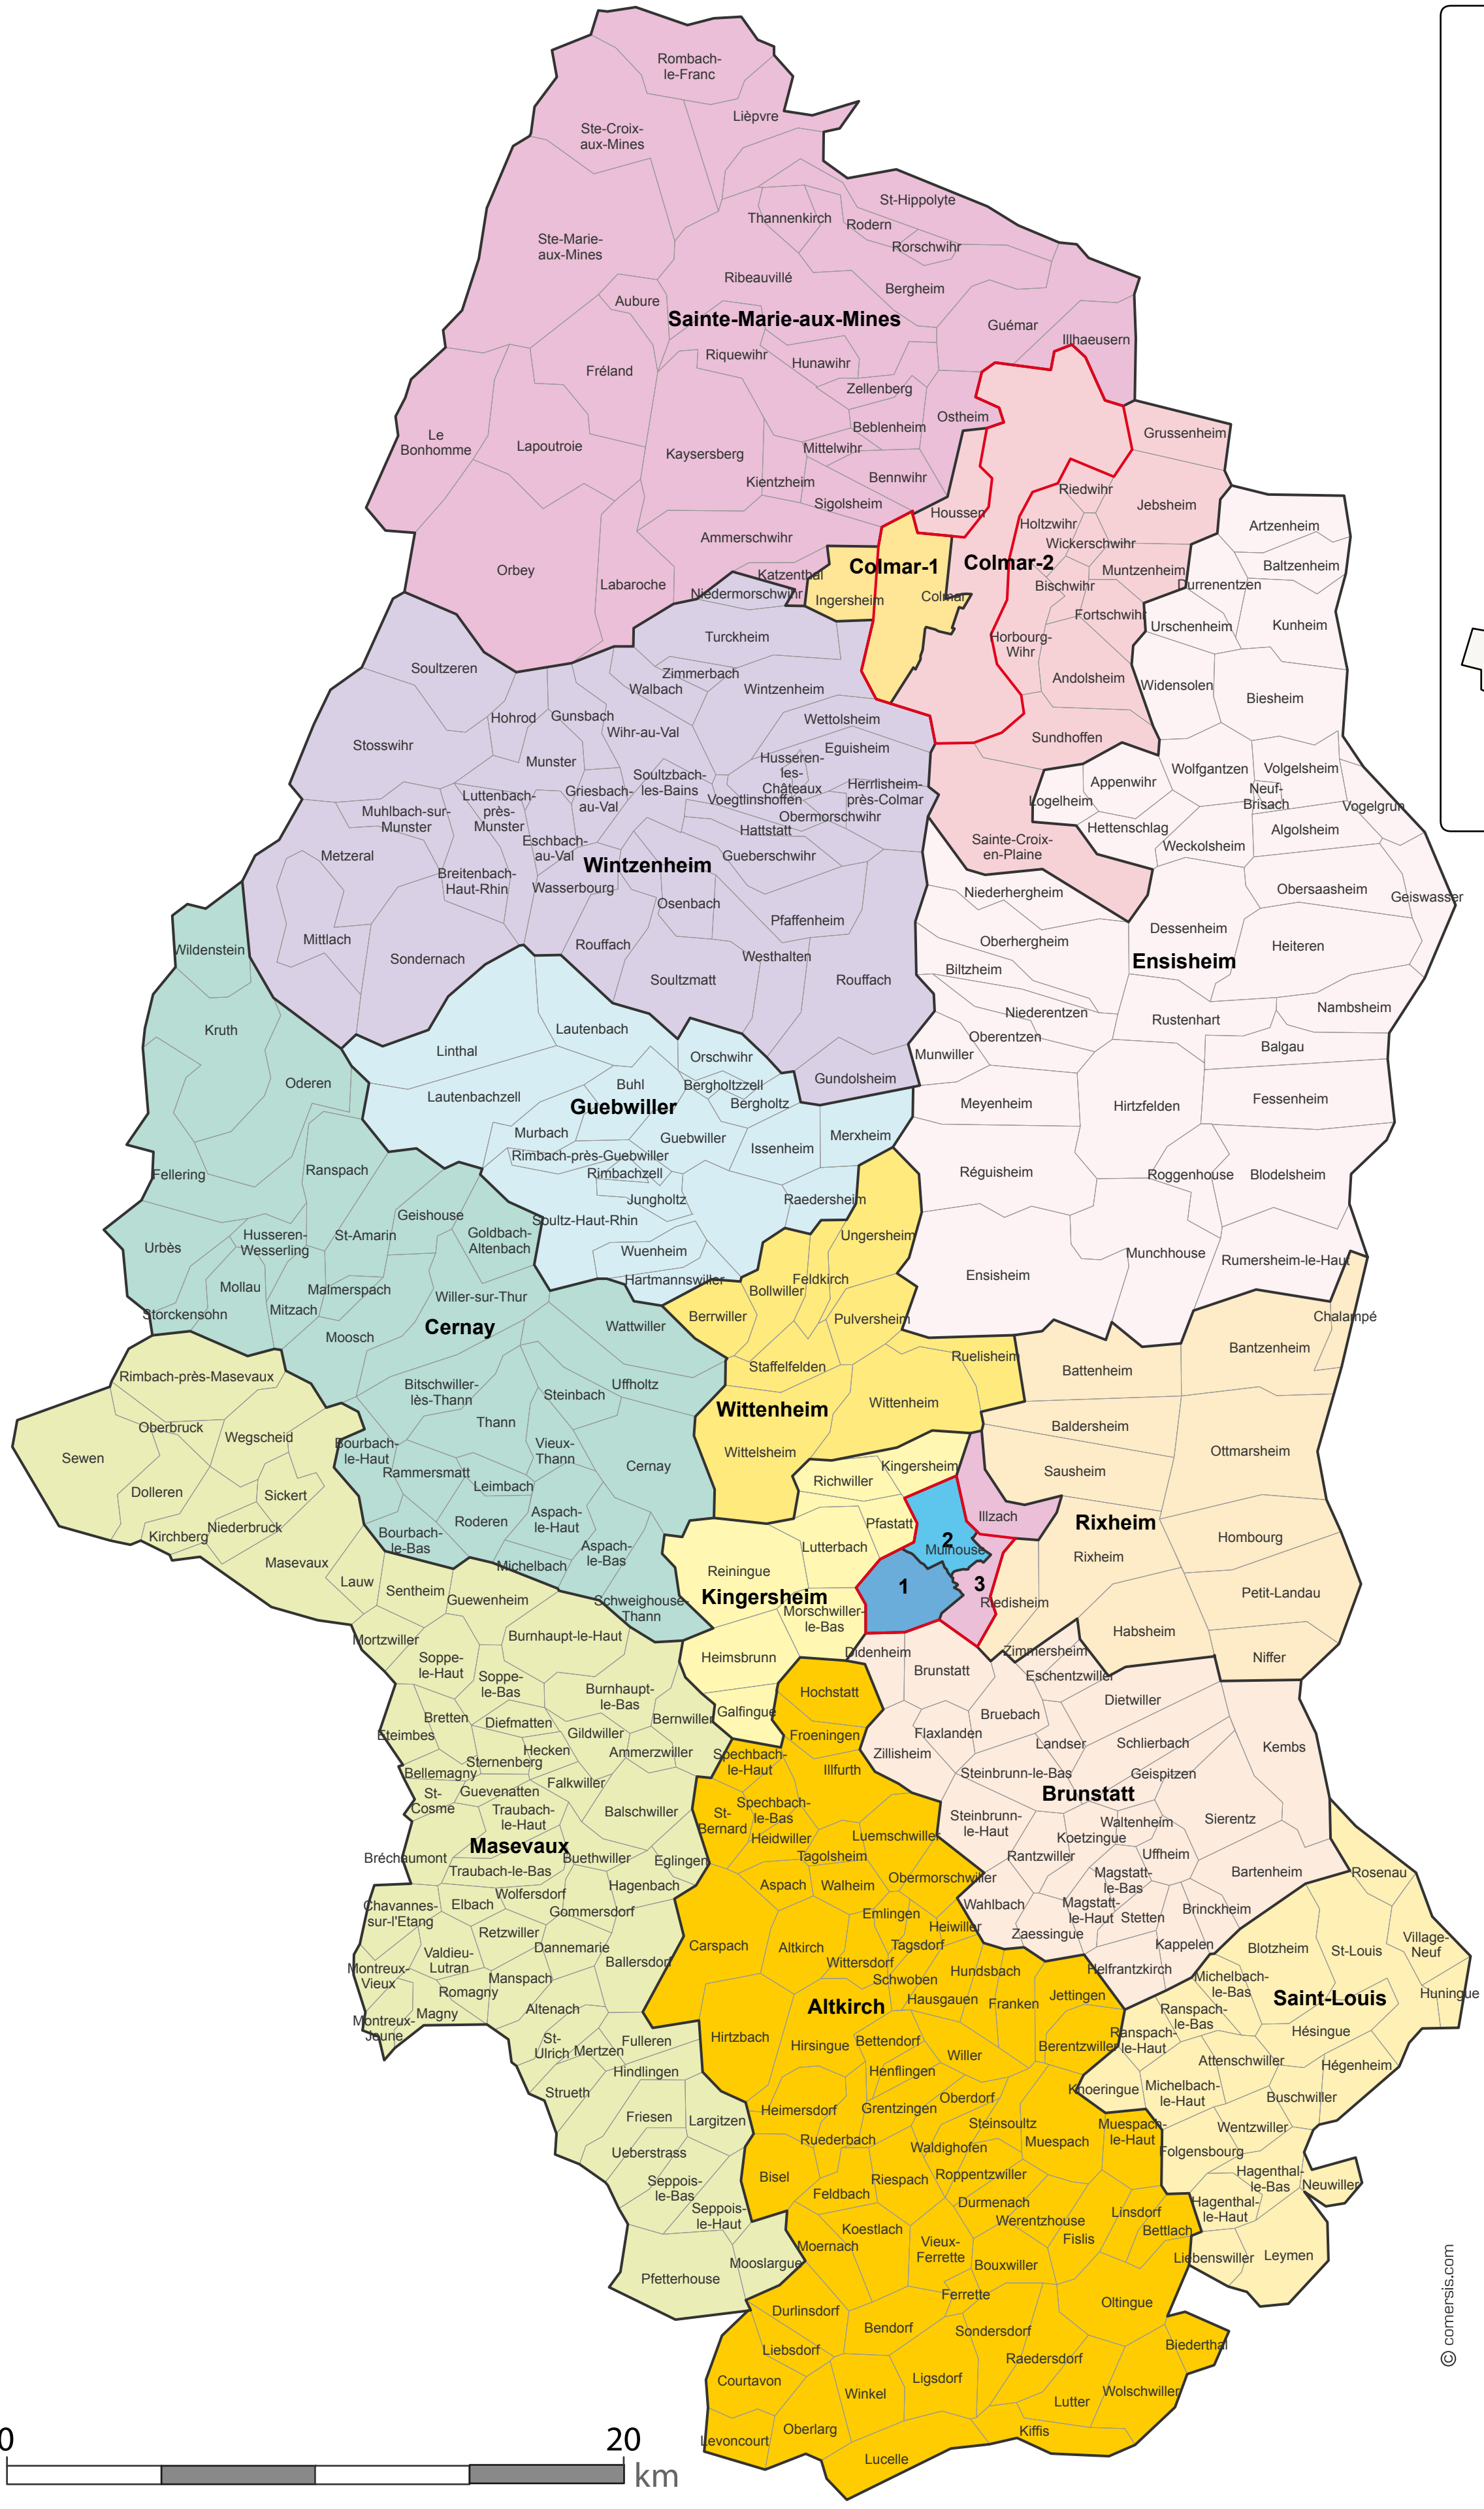 Rombach-
le-Franc
Lièpvre
Ste-Croix-
aux-Mines
St-Hippolyte
Thannenkirch
Rodern
Rorschwihr
Ste-Marie-
aux-Mines
Ribeauvillé
Bergheim
Aubure
Sainte-Marie-aux-Mines
Guémar
Illhaeusern
Riquewihr
Hunawihr
Fréland
Zellenberg
Ostheim
Beblenheim
Grussenheim
Le
Bonhomme
Lapoutroie
Kaysersberg
Mittelwihr
Bennwihr
Kientzheim
Sigolsheim
Riedwihr
Jebsheim
Houssen
Holtzwihr
Artzenheim
Ammerschwihr
Wickerschwihr
Colmar-1
Colmar-2
Baltzenheim
Orbey
Labaroche
Katzenthal
Muntzenheim
Niedermorschwihr
Ingersheim
Colmar
Bischwihr
Durrenentzen
Fortschwihr
Urschenheim
Kunheim
Turckheim
Horbourg-
Wihr
Soultzeren
Zimmerbach
Walbach
Wintzenheim
Andolsheim
Widensolen
Biesheim
Hohrod
Gunsbach
Wihr-au-Val
Wettolsheim
Stosswihr
Eguisheim
Sundhoffen
Munster
Husseren-
les-
Châteaux
Soultzbach-
les-Bains
Griesbach-
au-Val
Voegtlinshoffen
Herrlisheim-
près-Colmar
Obermorschwihr
Appenwihr
Wolfgantzen
Volgelsheim
Logelheim
Neuf-
Brisach
Vogelgrun
Muhlbach-sur-
Munster
Luttenbach-
près-
Munster
Hattstatt
Hettenschlag
Algolsheim
Eschbach-
au-Val
Gueberschwihr
Sainte-Croix-
en-Plaine
Weckolsheim
Metzeral
Wintzenheim
Breitenbach-
Haut-Rhin
Wasserbourg
Osenbach
Niederhergheim
Obersaasheim
Geiswasser
Pfaffenheim
Dessenheim
Mittlach
Rouffach
Oberhergheim
Heiteren
Wildenstein
Sondernach
Westhalten
Ensisheim
Soultzmatt
Rouffach
Biltzheim
Kruth
Lautenbach
Niederentzen
Rustenhart
Nambsheim
Linthal
Orschwihr
Oberentzen
Munwiller
Balgau
Oderen
Gundolsheim
Buhl
Bergholtzzell
Lautenbachzell
Guebwiller
Bergholtz
Meyenheim
Hirtzfelden
Fessenheim
Murbach
Guebwiller
Issenheim
Merxheim
Rimbach-près-Guebwiller
Fellering
Ranspach
Rimbachzell
Réguisheim
Roggenhouse
Blodelsheim
Jungholtz
Raedersheim
Geishouse
Soultz-Haut-Rhin
Urbès
Husseren-
Wesserling
St-Amarin
Goldbach-
Altenbach
Wuenheim
Ungersheim
Munchhouse
Rumersheim-le-Haut
Mollau
Malmerspach
Hartmannswiller
Feldkirch
Ensisheim
Storckensohn
Mitzach
Willer-sur-Thur
Bollwiller
Berrwiller
Pulversheim
Chalampé
Moosch
Cernay
Wattwiller
Bantzenheim
Rimbach-près-Masevaux
Staffelfelden
Ruelisheim
Battenheim
Bitschwiller-
lès-Thann
Steinbach
Uffholtz
Wittenheim
Wittenheim
Oberbruck
Wegscheid
Thann
Baldersheim
Sewen
Bourbach-
le-Haut
Vieux-
Thann
Wittelsheim
Ottmarsheim
Rammersmatt
Cernay
Kingersheim
Sausheim
Dolleren
Sickert
Leimbach
Richwiller
Niederbruck
Roderen
Aspach-
le-Haut
Illzach
Kirchberg
Bourbach-
le-Bas
Pfastatt
Rixheim
Hombourg
Masevaux
Michelbach
Aspach-
le-Bas
Lutterbach
2
Mulhouse
Rixheim
Lauw
Sentheim
Reiningue
1
3
Petit-Landau
Guewenheim
Schweighouse-
Thann
Kingersheim
Riedisheim
Morschwiller-
le-Bas
Mortzwiller
Burnhaupt-le-Haut
Habsheim
Soppe-
le-Haut
Heimsbrunn
Didenheim
Brunstatt
Zimmersheim
Niffer
Soppe-
le-Bas
Burnhaupt-
le-Bas
Eschentzwiller
Hochstatt
Dietwiller
Bretten
Diefmatten
Bernwiller
Galfingue
Bruebach
Eteimbes
Gildwiller
Froeningen
Flaxlanden
Landser
Schlierbach
Kembs
Hecken
Sternenberg
Ammerzwiller
Spechbach-
le-Haut
Zillisheim
Bellemagny
Illfurth
Steinbrunn-le-Bas
Geispitzen
St-
Cosme
Guevenatten
Falkwiller
Brunstatt
Traubach-
le-Haut
Balschwiller
St-
Bernard
Spechbach-
le-Bas
Steinbrunn-
le-Haut
Waltenheim
Sierentz
Masevaux
Heidwiller
Luemschwiller
Koetzingue
Bréchaumont
Buethwiller
Eglingen
Tagolsheim
Rantzwiller
Uffheim
Traubach-le-Bas
Hagenbach
Aspach
Walheim
Obermorschwiller
Magstatt-
le-Bas
Bartenheim
Rosenau
Chavannes-
sur-l'Etang
Elbach
Wolfersdorf
Gommersdorf
Emlingen
Wahlbach
Magstatt-
le-Haut
Stetten
Brinckheim
Retzwiller
Heiwiller
Zaessingue
Valdieu-
Lutran
Dannemarie
Carspach
Altkirch
Tagsdorf
Kappelen
Blotzheim
St-Louis
Village-
Neuf
Montreux-
Vieux
Manspach
Ballersdorf
Wittersdorf
Schwoben
Hundsbach
Helfrantzkirch
Michelbach-
le-Bas
Romagny
Altkirch
Hausgauen
Franken
Jettingen
Saint-Louis
Huningue
Montreux-
Jeune
Magny
Altenach
Ranspach-
le-Bas
St-
Ulrich
Mertzen
Fulleren
Hirtzbach
Hirsingue
Bettendorf
Willer
Berentzwiller
Ranspach-
le-Haut
Hésingue
Hindlingen
Henflingen
Attenschwiller
Hégenheim
Strueth
Knoeringue
Michelbach-
le-Haut
Buschwiller
Friesen
Largitzen
Heimersdorf
Grentzingen
Oberdorf
Steinsoultz
Muespach-
le-Haut
Wentzwiller
Ueberstrass
Ruederbach
Waldighofen
Muespach
Folgensbourg
Seppois-
le-Bas
Bisel
Riespach
Roppentzwiller
Hagenthal-
le-Bas
Neuwiller
Feldbach
Durmenach
Seppois-
le-Haut
Werentzhouse
Linsdorf
Hagenthal-
le-Haut
Koestlach
Fislis
Bettlach
Moernach
Vieux-
Ferrette
Mooslargue
Bouxwiller
Liebenswiller
Leymen
Pfetterhouse
Ferrette
Oltingue
Durlinsdorf
Bendorf
Sondersdorf
Liebsdorf
Biederthal
Raedersdorf
Courtavon
Winkel
Ligsdorf
Lutter
Wolschwiller
Levoncourt
Oberlarg
Kiffis
Lucelle
0
20
km
© comersis.com